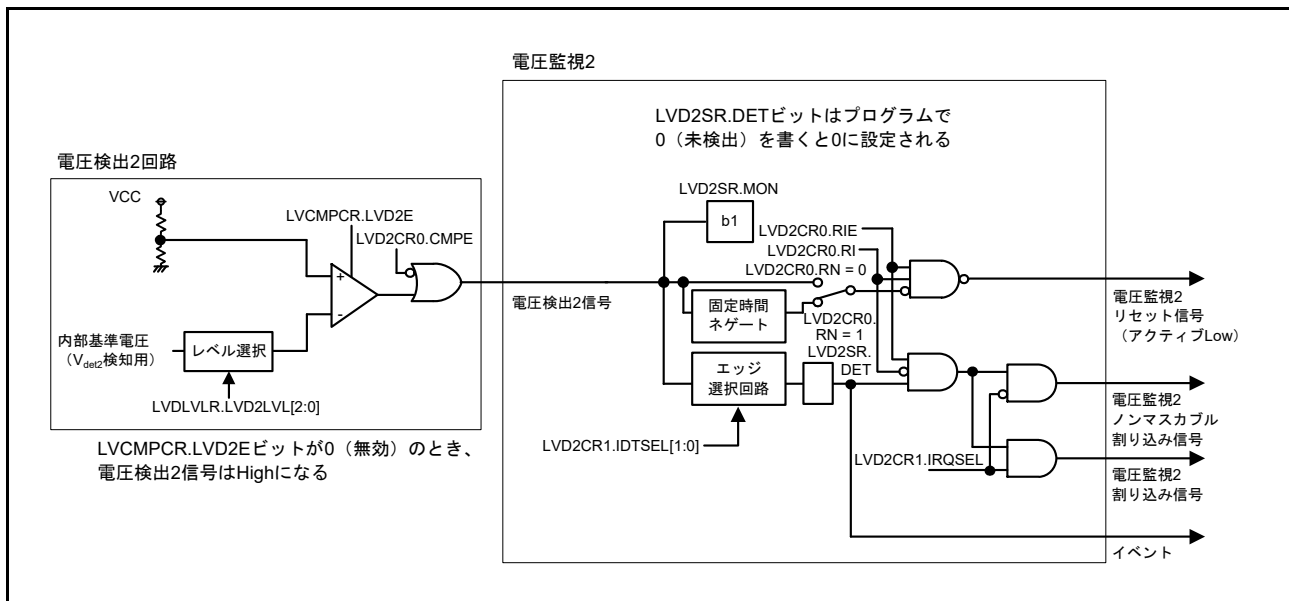 電圧監視2
LVD2SR.DETビットはプログラムで
0（未検出）を書くと0に設定される
電圧検出2回路
VCC
LVCMPCR.LVD2E
LVD2CR0.CMPE
+
-
内部基準電圧
（Vdet2検知用）
レベル選択
LVDLVLR.LVD2LVL[2:0]
LVCMPCR.LVD2Eビットが0（無効）のとき、
電圧検出2信号はHighになる
電圧検出2信号
LVD2SR.MON
b1
LVD2CR0.RIE
LVD2CR0.RI
LVD2CR0.RN = 0
固定時間
ネゲート
LVD2CR0.
RN = 1
LVD2SR.
DET
エッジ
選択回路
LVD2CR1.IDTSEL[1:0]
LVD2CR1.IRQSEL
電圧監視2
リセット信号
（アクティブLow）
電圧監視2
ノンマスカブル
割り込み信号
電圧監視2
割り込み信号
イベント